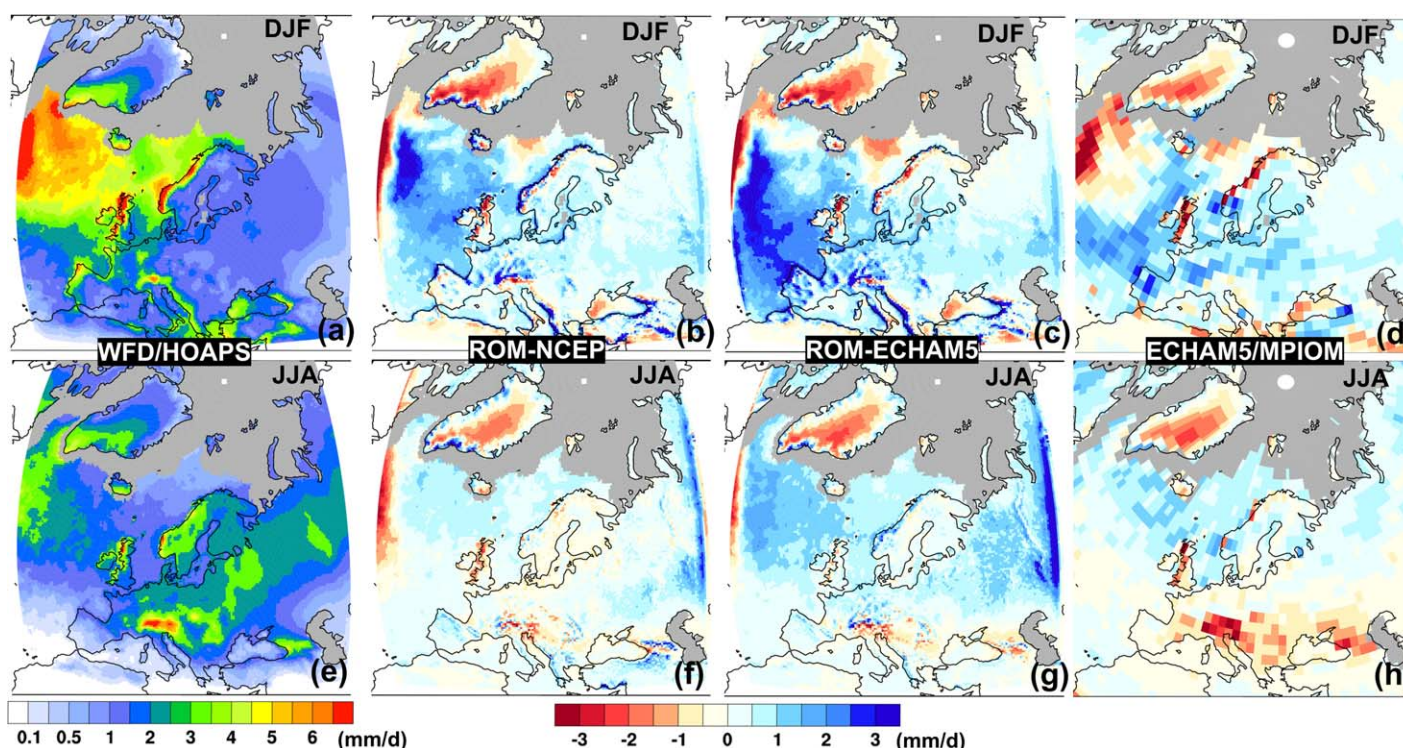 DJF DJF DJF DJF
(a) (b) (c) (d)
WFD/HOAPS ROM-NCEP ROM-ECHAM5 ECHAM5/MPIOM
JJA JJA JJA
(e) (f) (g) (h)
0.1 0.5 1 2 3 4 5 6 (mm/d) -3 -2 -1 0 1 2 3 (mm/d)